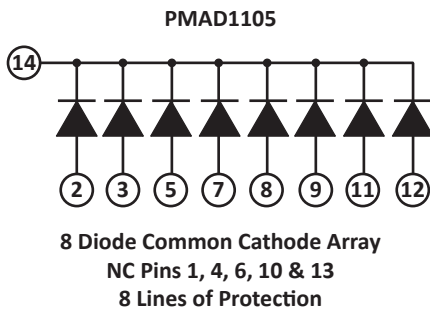 PMAD1105
14
2 3 5 7 8 9 11 12
8 Diode Common Cathode Array
NC Pins 1, 4, 6, 10 & 13
8 Lines of Protection